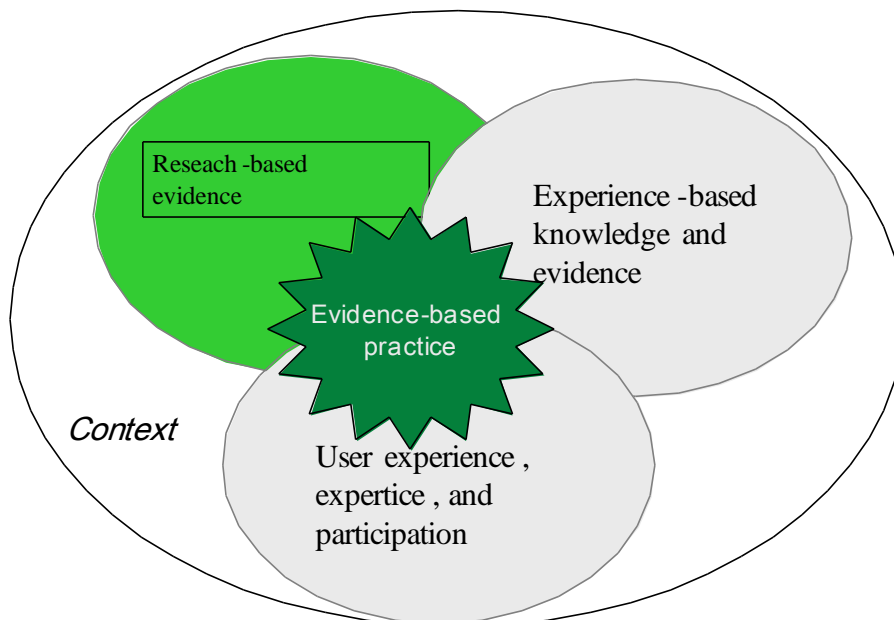 Reseach -based
evidence
Experience -based
knowledge and
evidence
Evidence-based
practice
Context
User experience ,
expertice , and
participation